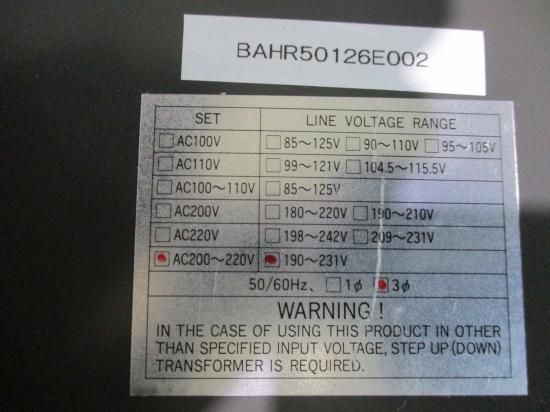 BAHR50126E002
SET LINE VOLTAGE RANGE
AC100V 85~125V 90~110V 95~105V
AC110V 99~121V 104.5~115.5V
AC100~110V 85~125V
AC200V 180~220V 190~210V
AC220V 198~242V 209~231V
AC200~220V 190~231V
50/60Hz、 1φ 3φ
WARNING !
IN THE CASE OF USING THIS PRODUCT IN OTHER
THAN SPECIFIED INPUT VOLTAGE, STEP UP(DOWN)
TRANSFORMER IS REQUIRED.